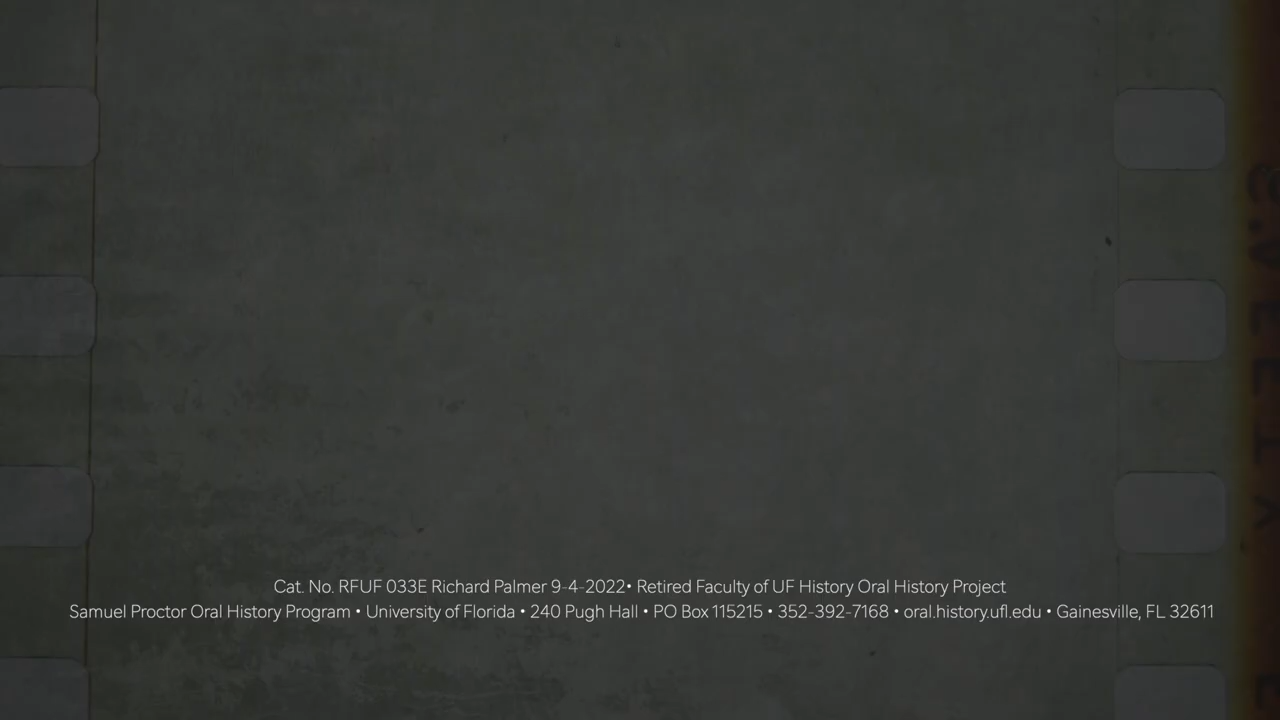 Cat. No. RFUF 033E Richard Palmer 9-4-2022• Retired Faculty of UF History Oral History Project
Samuel Proctor Oral History Program • University of Florida • 240 Pugh Hall • PO Box 115215 • 352-392-7168 • oral.history.ufl.edu • Gainesville, FL 32611